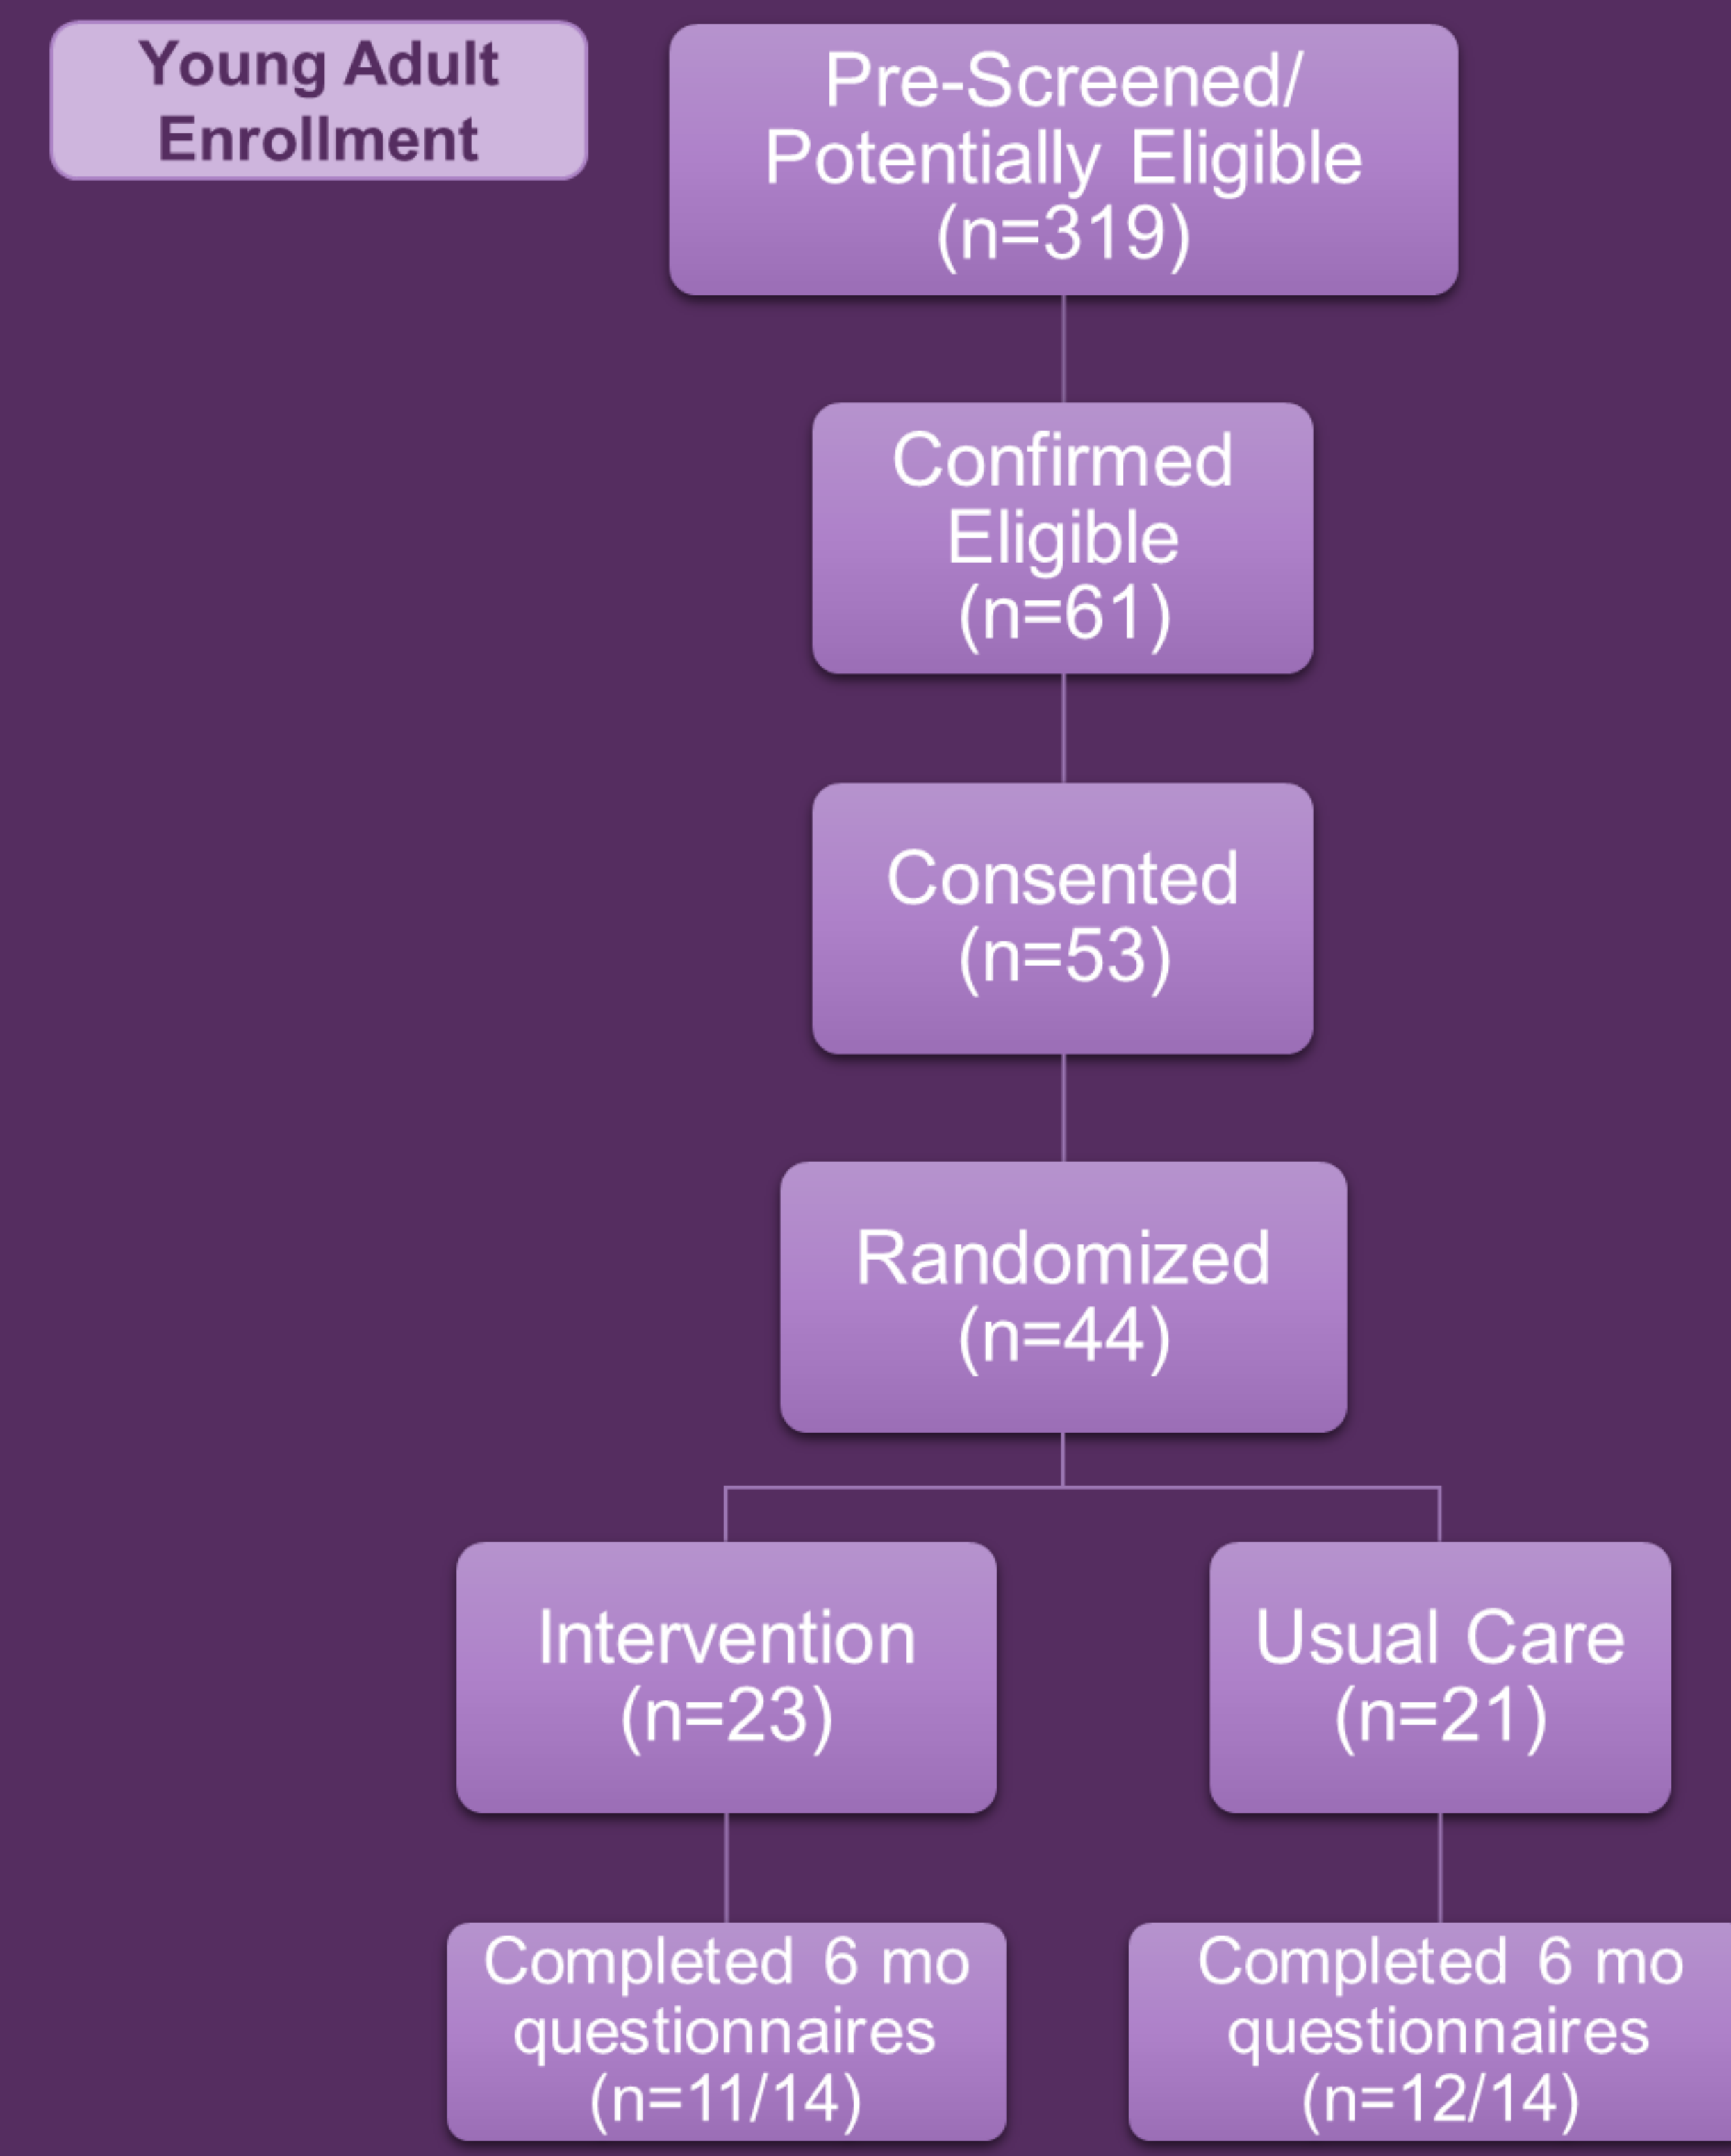 Young Adult
Enrollment
Pre-Screened/
Potentially Eligible
(n=319)
Confirmed
Eligible
(n=61)
Consented
(n=53)
Randomized
(n=44)
Intervention
(n=23)
Usual Care
(n=21)
Completed 6 mo
questionnaires
(n=11/14)
Completed 6 mo
questionnaires
(n=12/14)